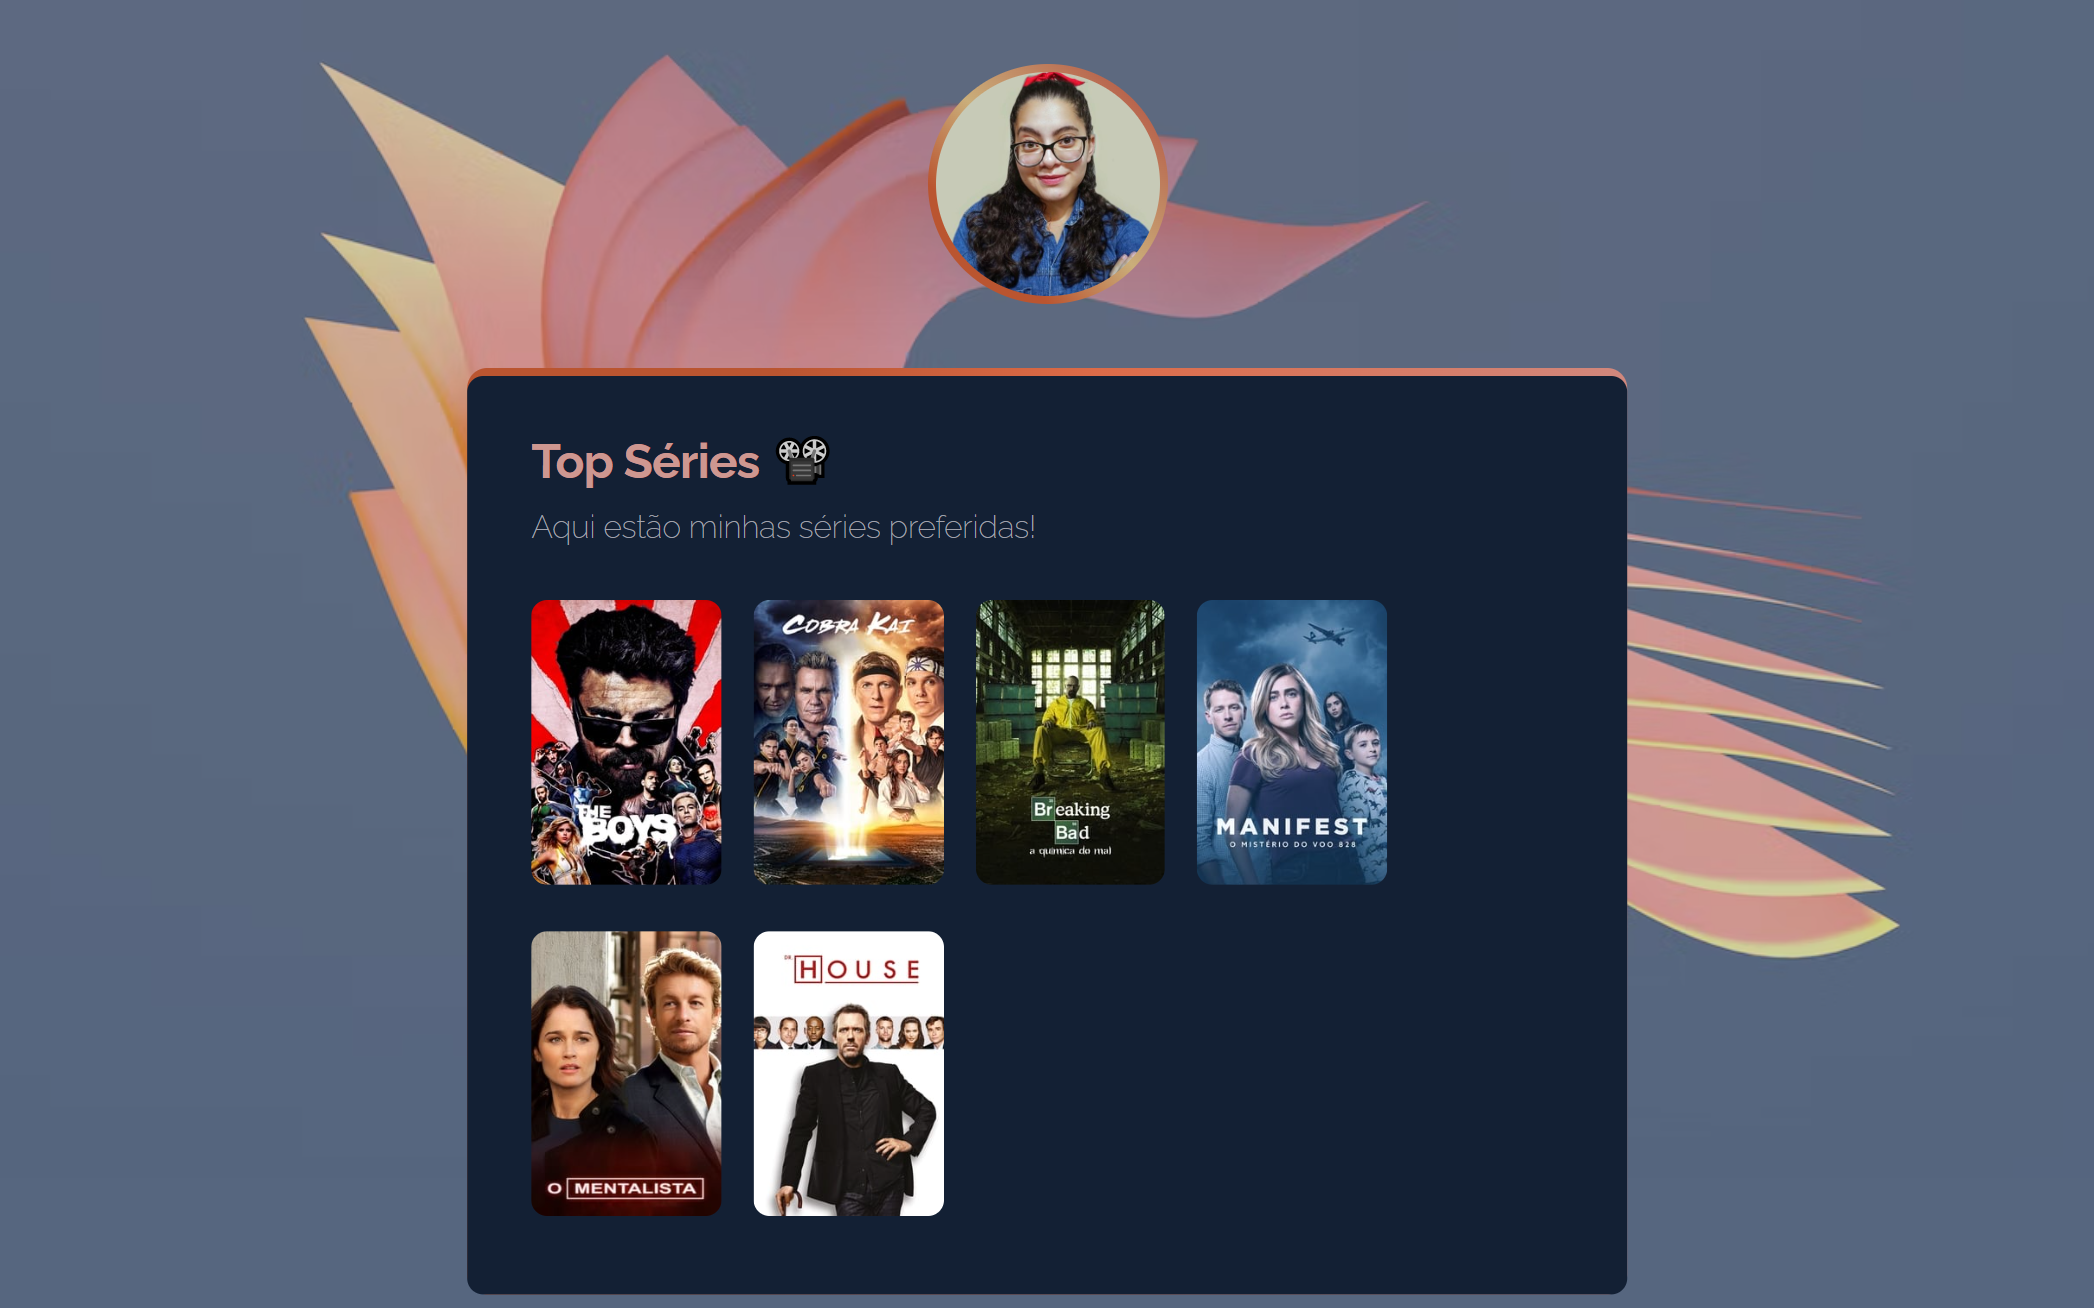 Top Séries
Aqui estão minhas séries preferidas!
THE
BOYS
COBRA KAI
Breaking
Bad
a química do mal
MANIFEST
O MISTÉRIO DO VOO 828
O MENTALISTA
DR. HOUSE